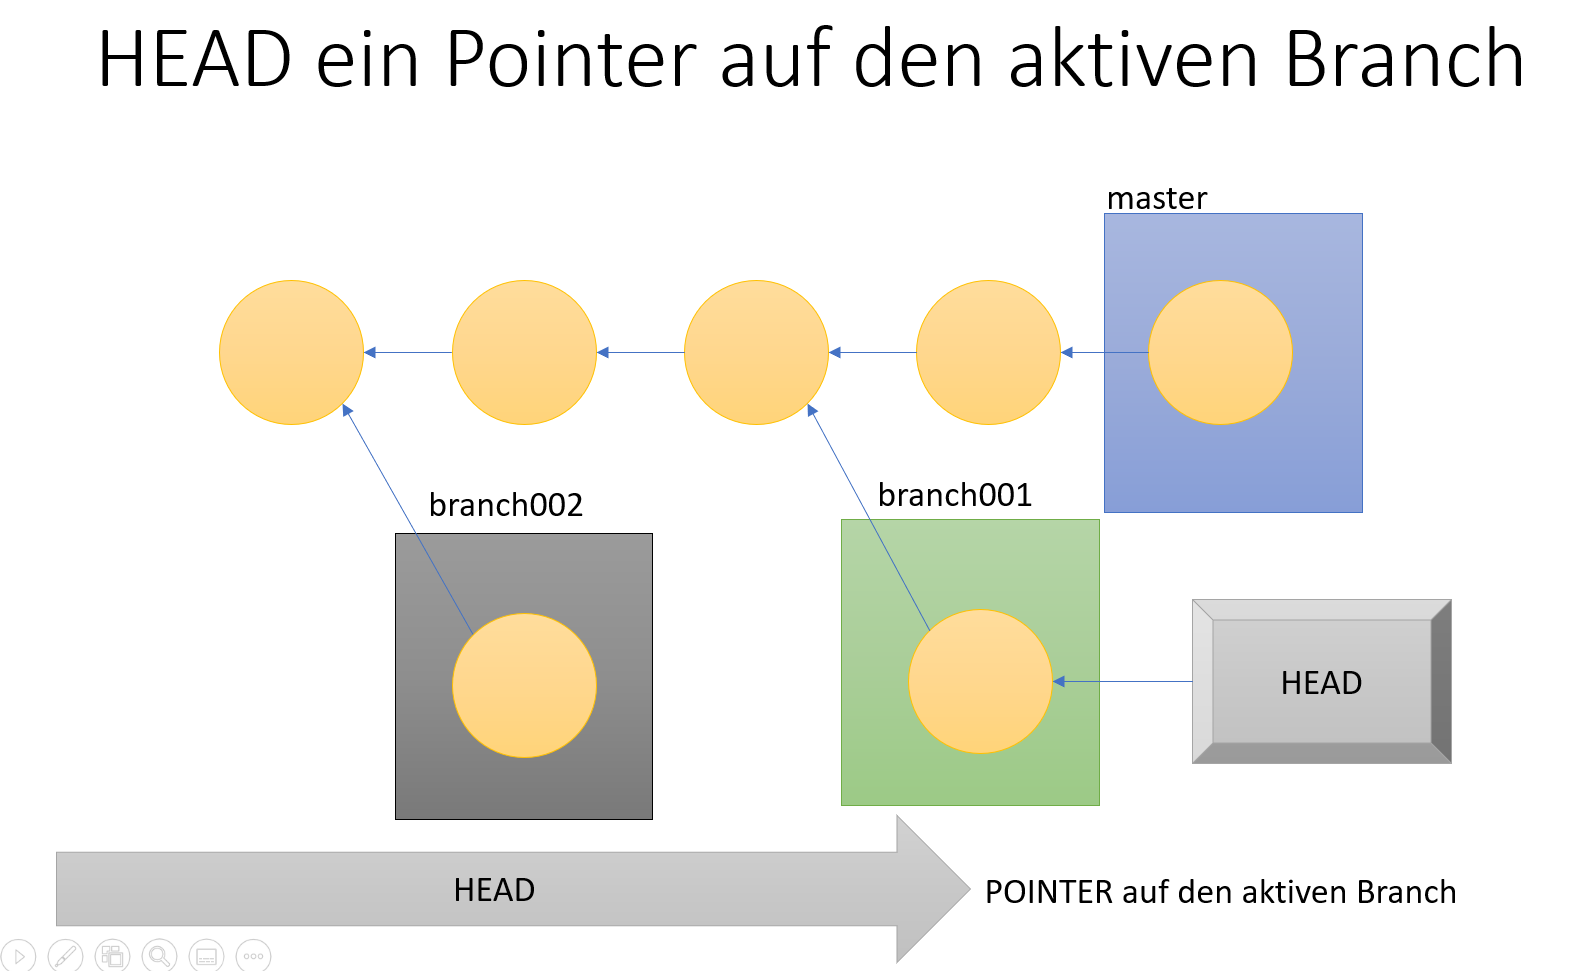 HEAD ein Pointer auf den aktiven Branch
master
branch002
branch001
HEAD
HEAD
POINTER auf den aktiven Branch